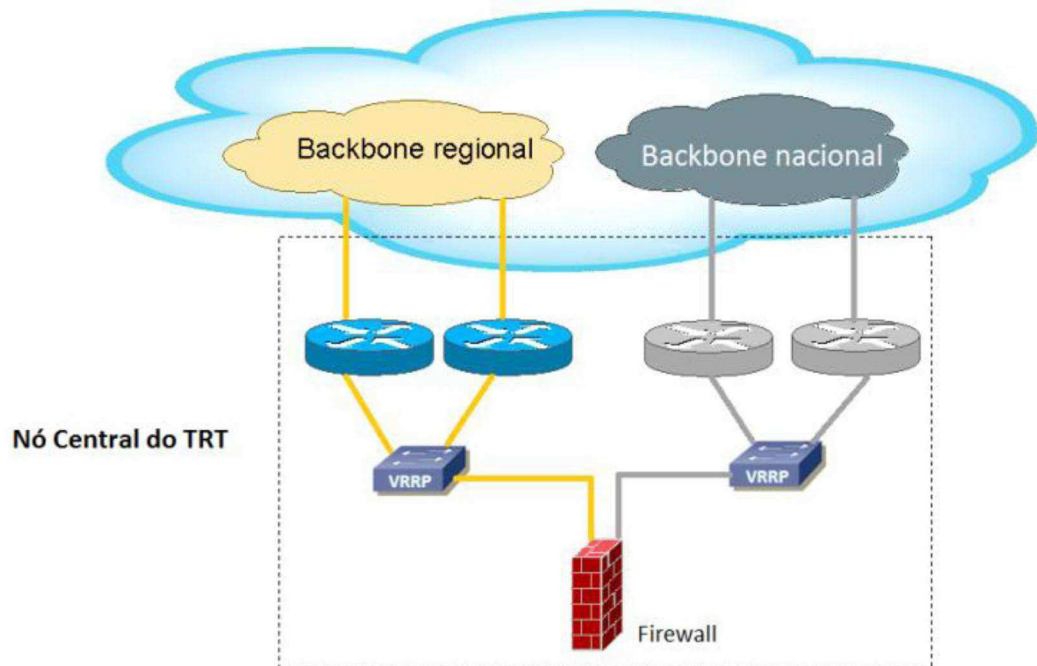 Backbone regional
Backbone nacional
Nó Central do TRT
VRRP
VRRP
Firewall